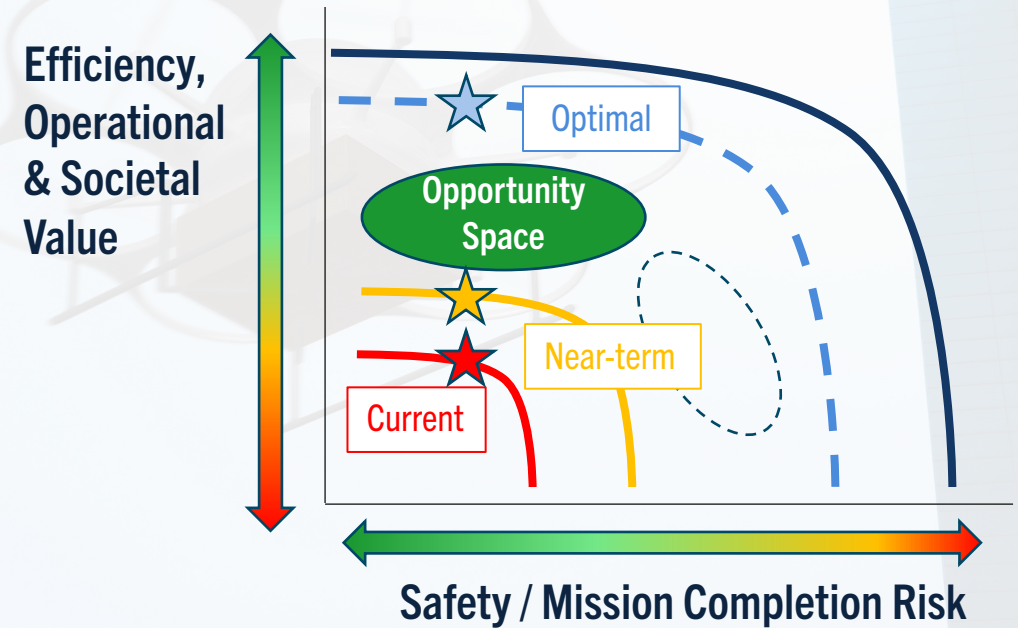 Efficiency,
Operational
& Societal
Value
Optimal
Opportunity
Space
Near-term
Current
Safety / Mission Completion Risk